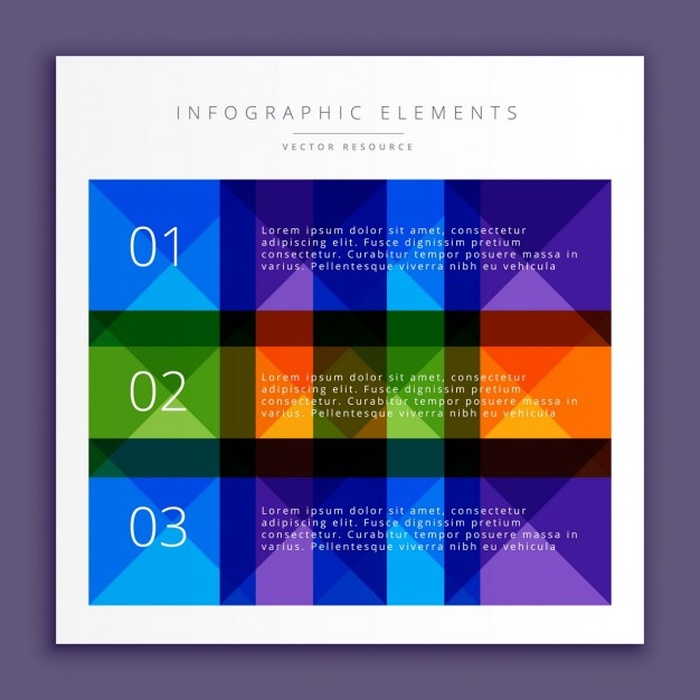 INFOGRAPHIC ELEMENTS
VECTOR RESOURCE
01
Lorem ipsum dolor sit amet, consectetur
adipiscing elit. Fusce dignissim pretium
consectetur. Curabitur tempor posuere massa in
varius. Pellentesque viverra nibh eu vehicula
02
Lorem ipsum dolor sit amet, consectetur
adipiscing elit. Fusce dignissim pretium
consectetur. Curabitur tempor posuere massa in
varius. Pellentesque viverra nibh eu vehicula
03
Lorem ipsum dolor sit amet, consectetur
adipiscing elit. Fusce dignissim pretium
consectetur. Curabitur tempor posuere massa in
varius. Pellentesque viverra nibh eu vehicula